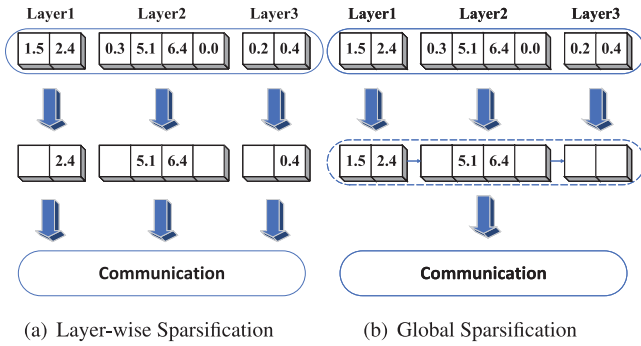 Layer1 Layer2 Layer3 Layer1 Layer2 Layer3
1.5 2.4 0.3 5.1 6.4 0.0 0.2 0.4 1.5 2.4 0.3 5.1 6.4 0.0 0.2 0.4
2.4 5.1 6.4 0.4 1.5 2.4 5.1 6.4
Communication Communication
(a) Layer-wise Sparsification (b) Global Sparsification